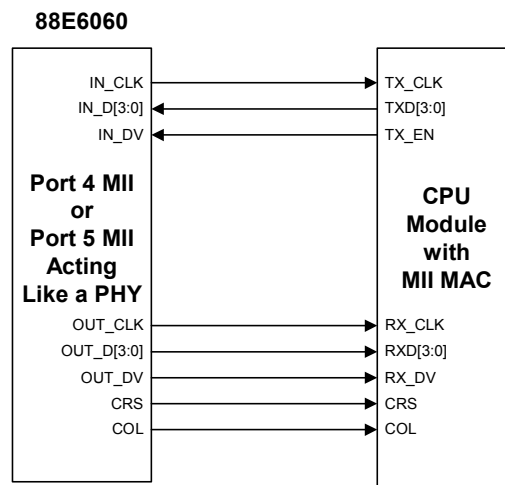 88E6060
IN_CLK
TX_CLK
IN_D[3:0]
TXD[3:0]
IN_DV
TX_EN
Port 4 MII
or
Port 5 MII
Acting
Like a PHY
CPU
Module
with
MII MAC
OUT_CLK
RX_CLK
OUT_D[3:0]
RXD[3:0]
OUT_DV
RX_DV
CRS
CRS
COL
COL